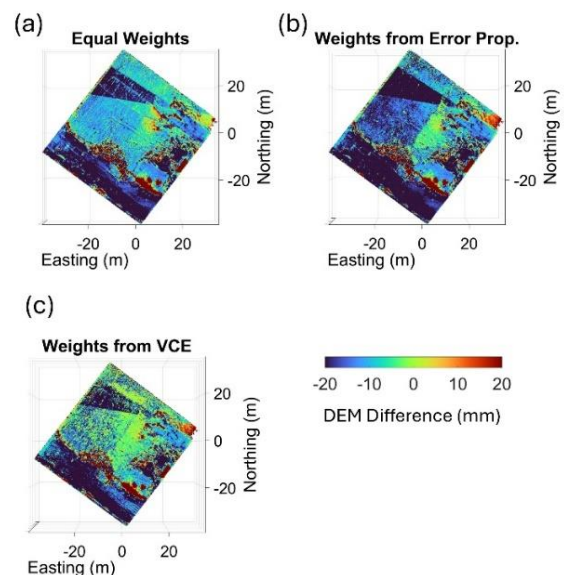 (a)
Equal Weights
20
0
-20
Northing (m)
-20 0 20
Easting (m)
(b)
Weights from Error Prop.
20
0
-20
Northing (m)
-20 0 20
Easting (m)
(c)
Weights from VCE
20
0
-20
Northing (m)
-20 0 20
Easting (m)
-20 -10 0 10 20
DEM Difference (mm)